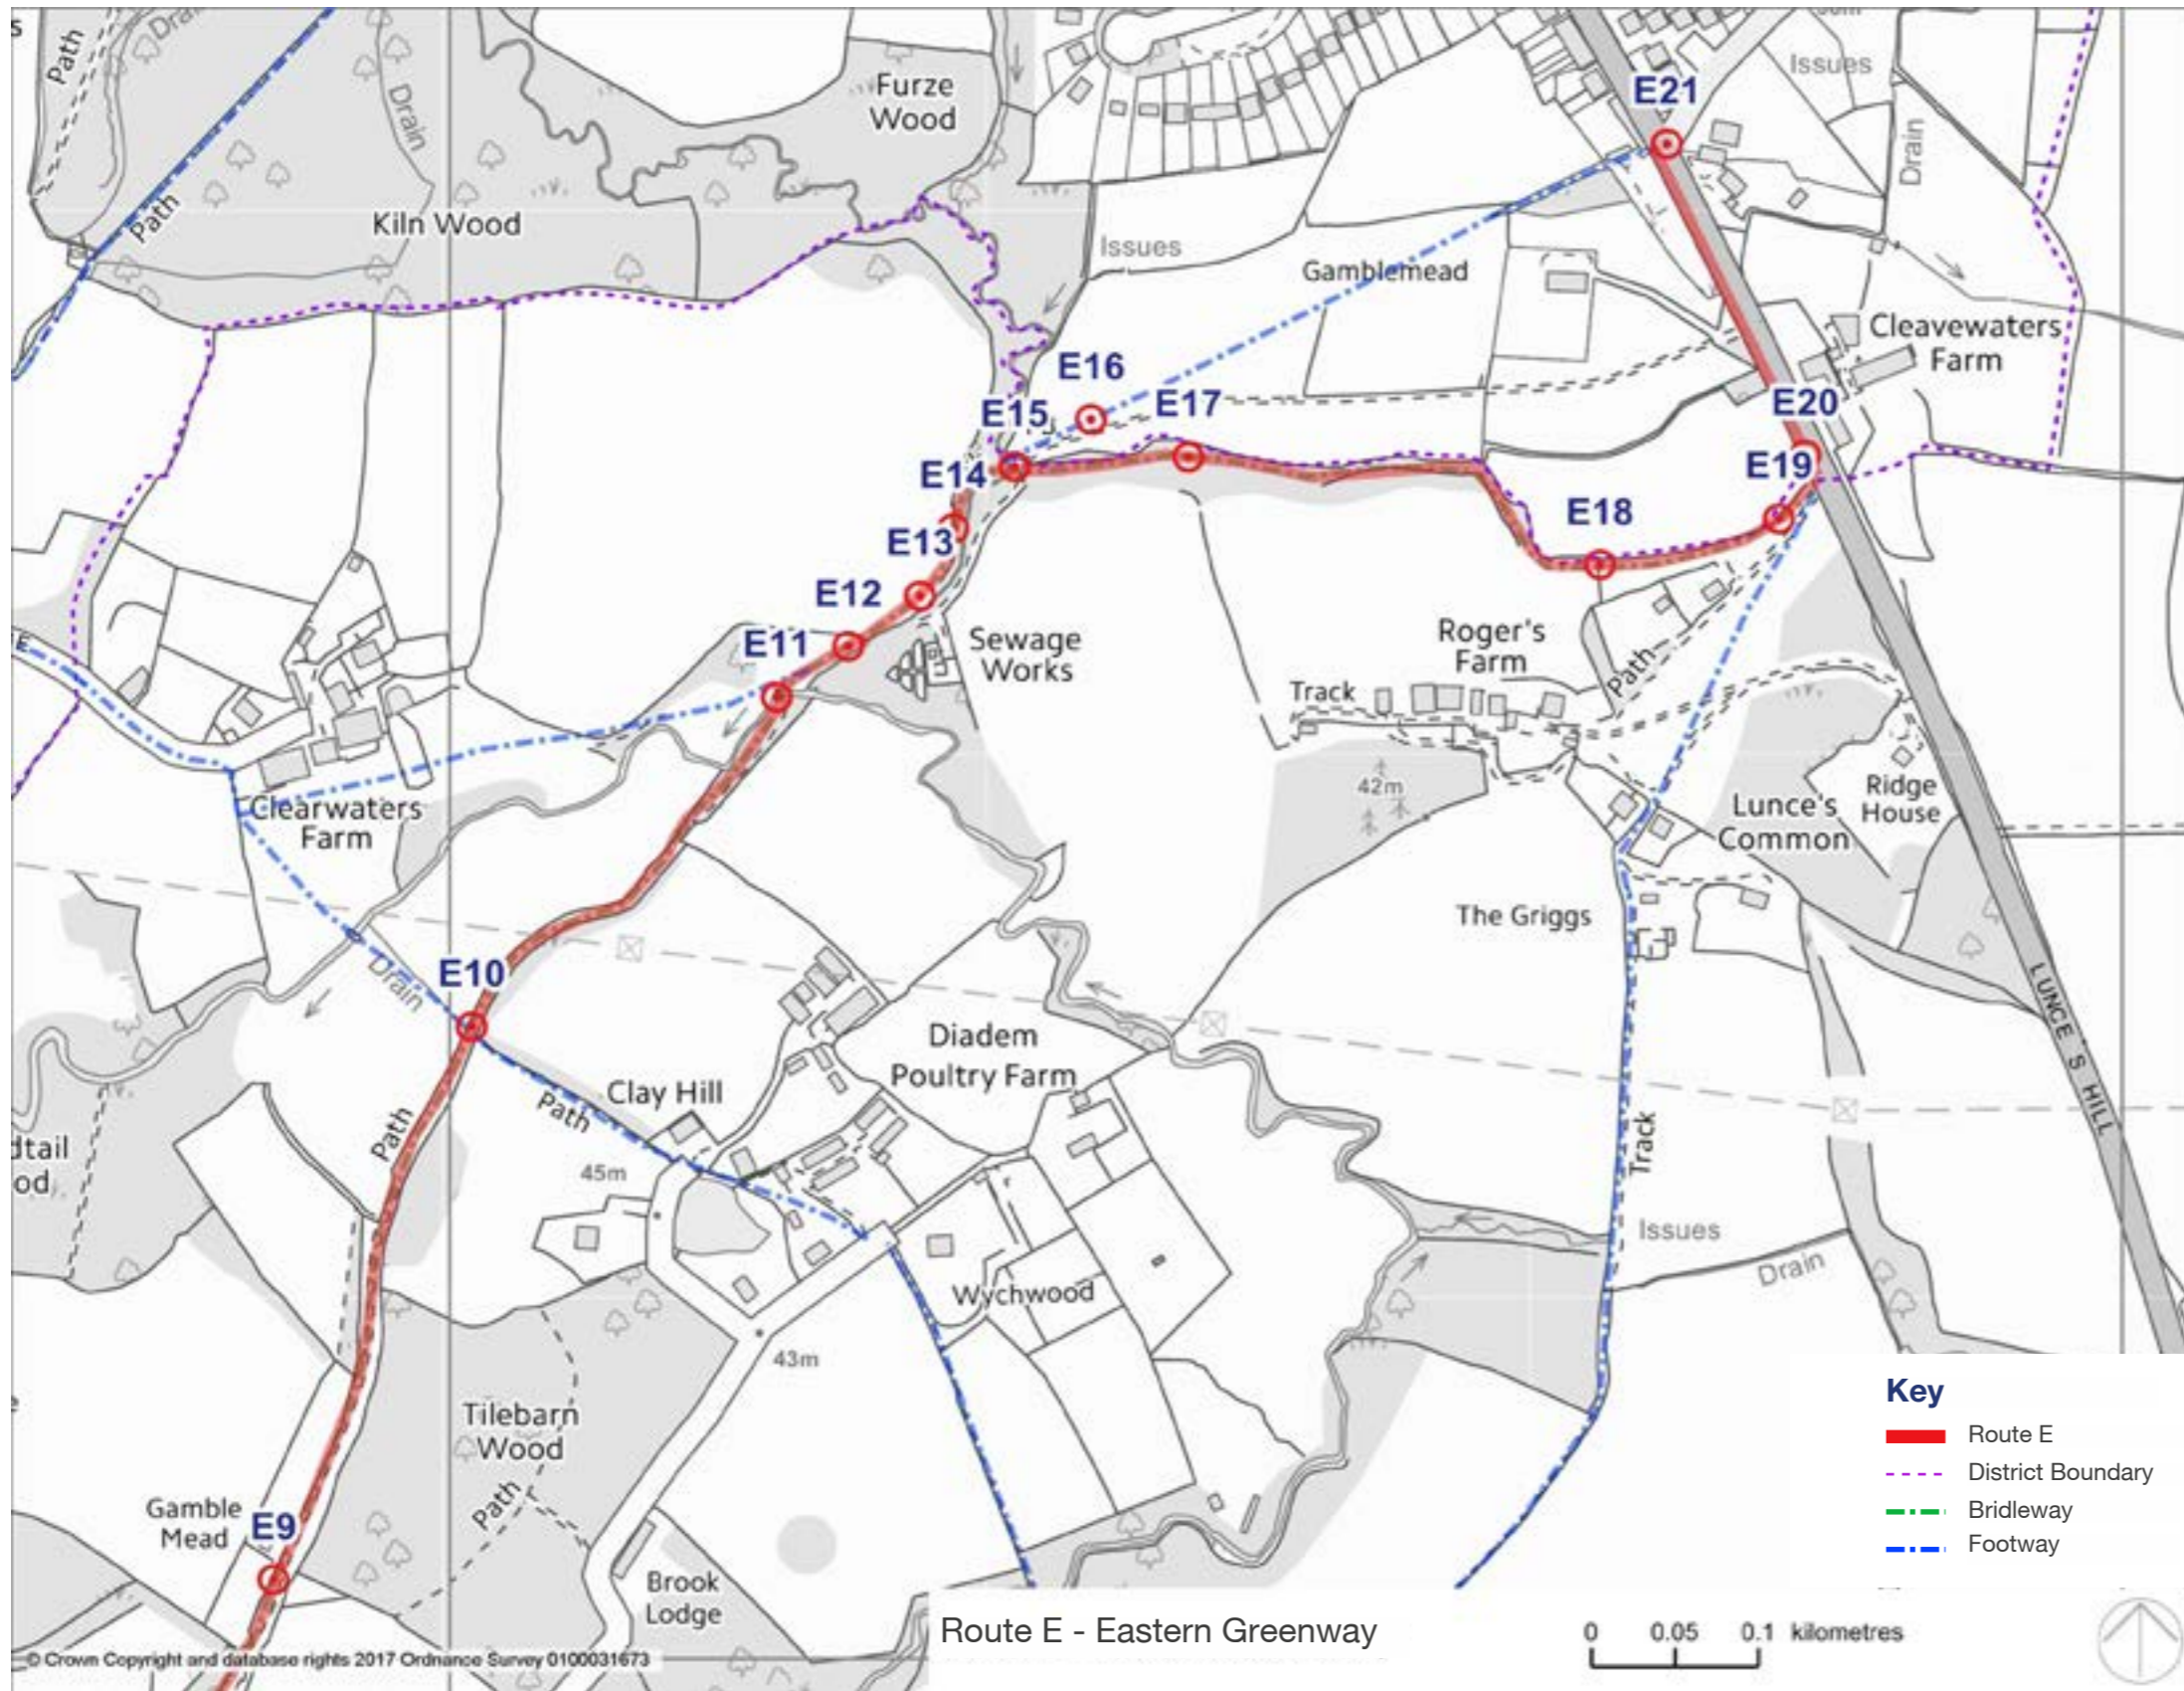 Path
Drain
Drain
Furze
Wood
E21
Issues
Drain
Path
Kiln Wood
Issues
Gamblemead
Cleavewaters
Farm
E16
E15
E17
E20
E14
E19
E18
E13
E12
E11
Sewage
Works
Roger's
Farm
Path
Track
42m
Ridge
House
Lunce's
Common
Clearwaters
Farm
The Griggs
E10
Drain
LUNCE'S HILL
Diadem
Poultry Farm
Clay Hill
Path
Path
Track
dtail
od
45m
Issues
Drain
Wychwood
43m
Tilebarn
Wood
Path
Gamble
Mead
E9
Brook
Lodge
Key
Route E
District Boundary
Bridleway
Footway
Route E - Eastern Greenway
0 0.05 0.1 kilometres
© Crown Copyright and database rights 2017 Ordnance Survey 0100031673